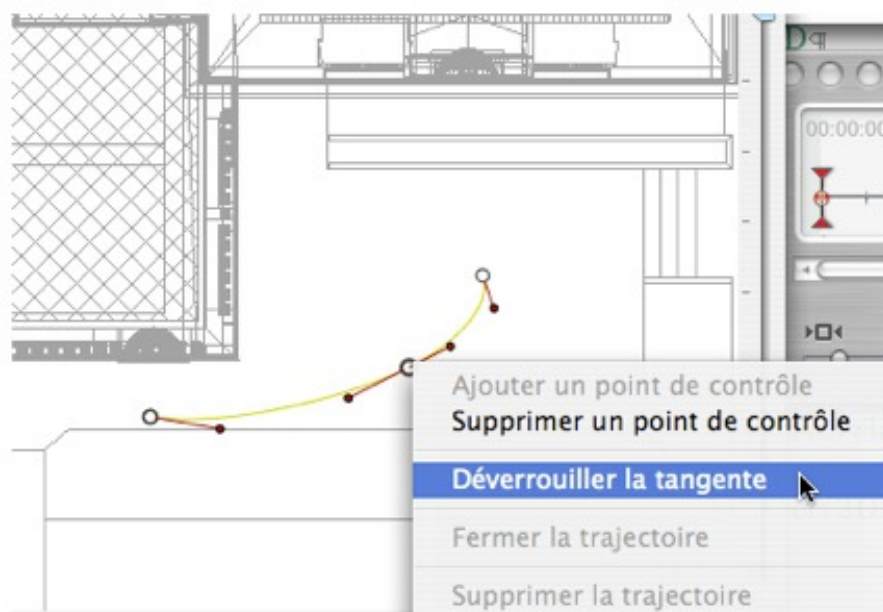 00:00:00
Ajouter un point de contrôle
Supprimer un point de contrôle
Déverrouiller la tangente
Fermer la trajectoire
Supprimer la trajectoire